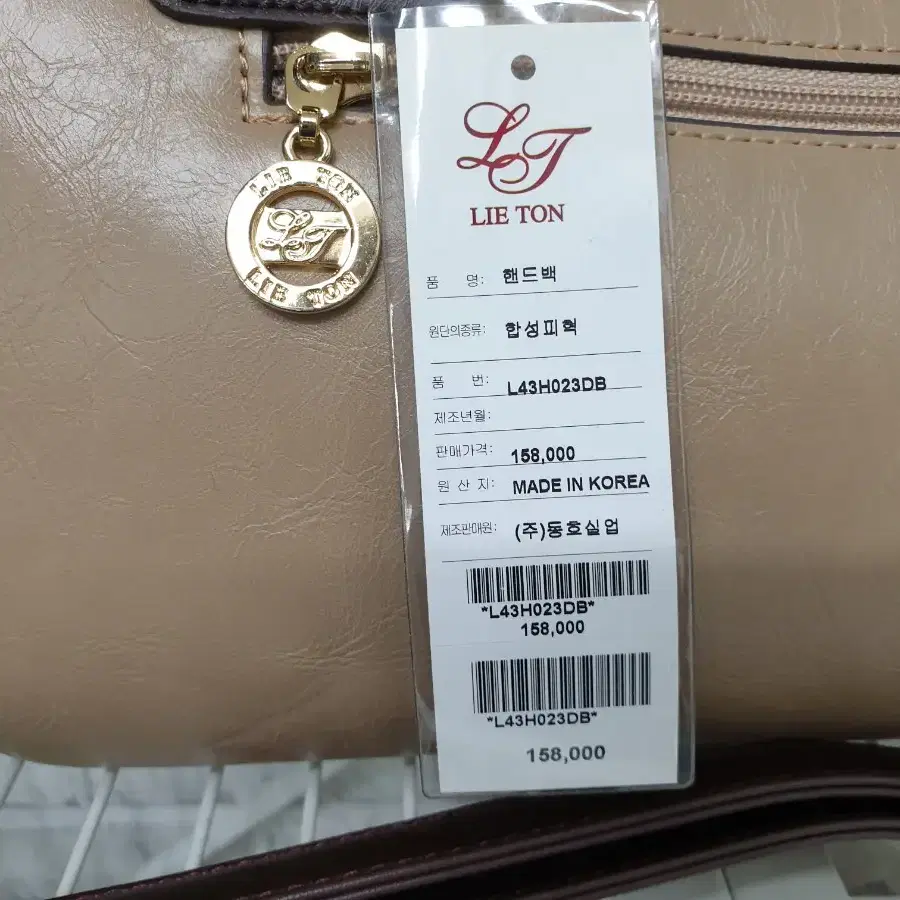 LIE TON
LT
LIE TON
LT
LIE TON
품 명: 핸드백
원단의종류: 합성피혁
품 번: L43H023DB
제조년월:
판매가격: 158,000
원 산 지: MADE IN KOREA
제조판매원: (주)동호실업
*L43H023DB*
158,000
*L43H023DB*
158,000